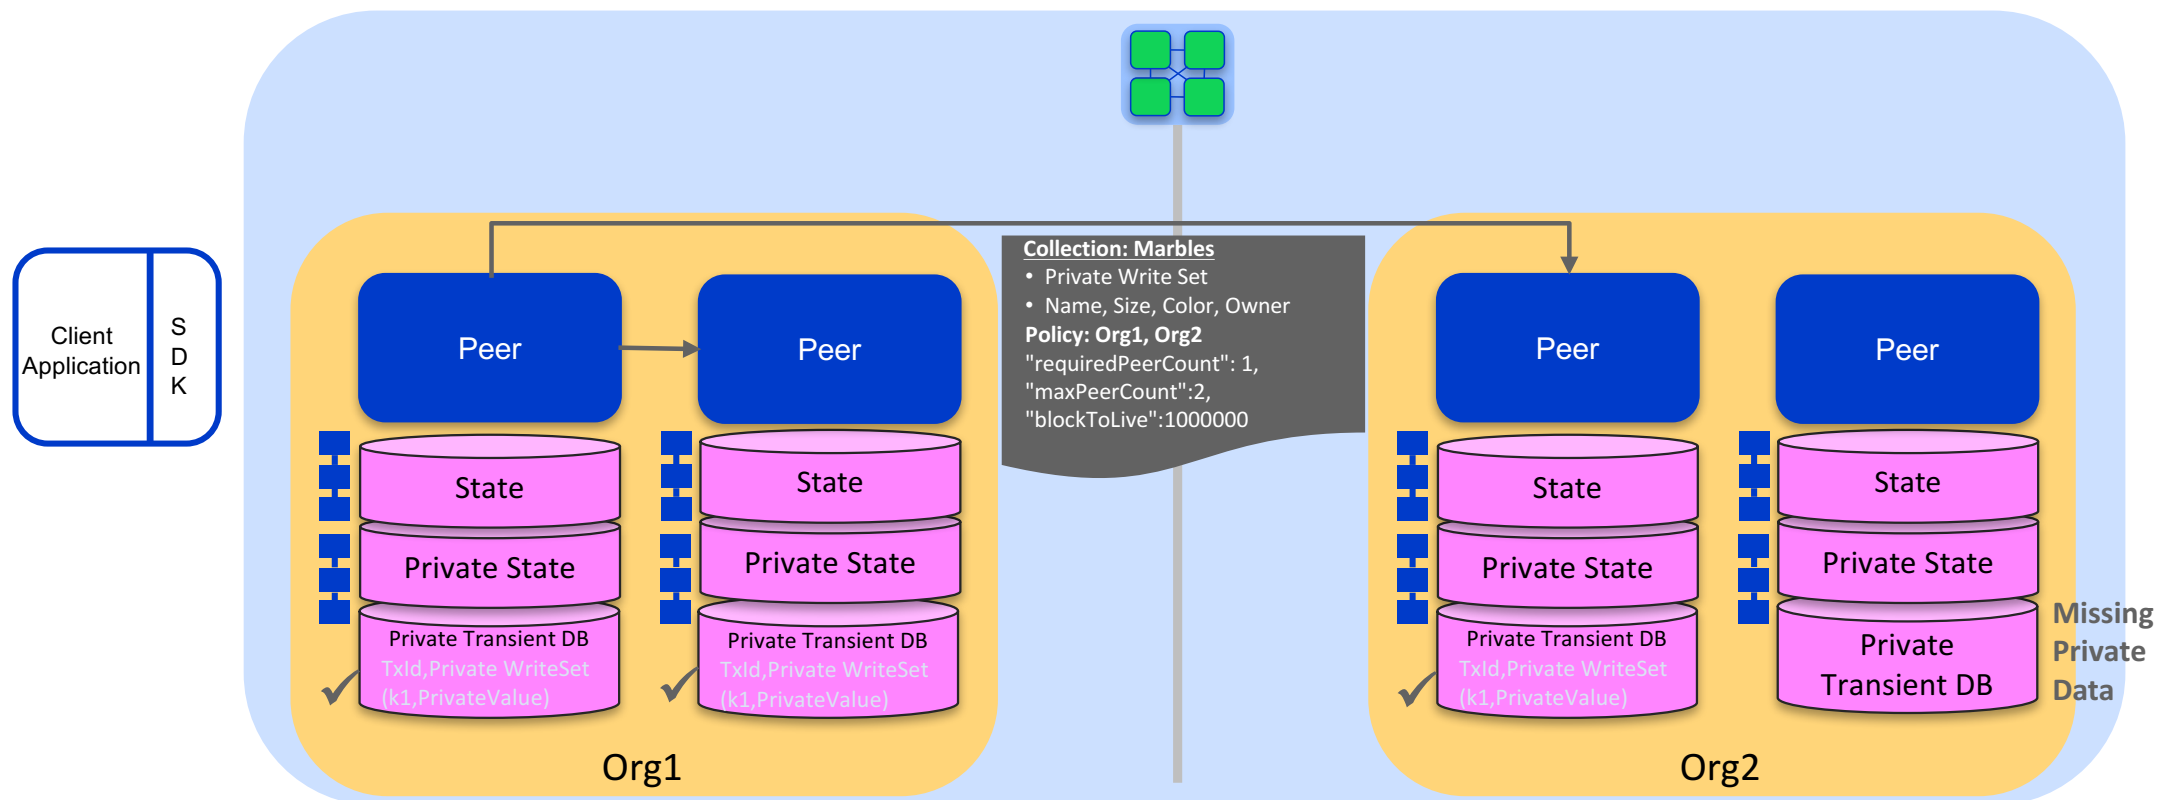 Client
Application
S
D
K
Collection: Marbles
• Private Write Set
• Name, Size, Color, Owner
Policy: Org1, Org2
"requiredPeerCount": 1,
"maxPeerCount":2,
"blockToLive":1000000
Peer
State
Private State
Private Transient DB
TxId,Private WriteSet
(k1,PrivateValue)
Peer
State
Private State
Private Transient DB
TxId,Private WriteSet
(k1,PrivateValue)
Org1
Peer
State
Private State
Private Transient DB
TxId,Private WriteSet
(k1,PrivateValue)
Peer
State
Private State
Private
Transient DB
Missing
Private
Data
Org2